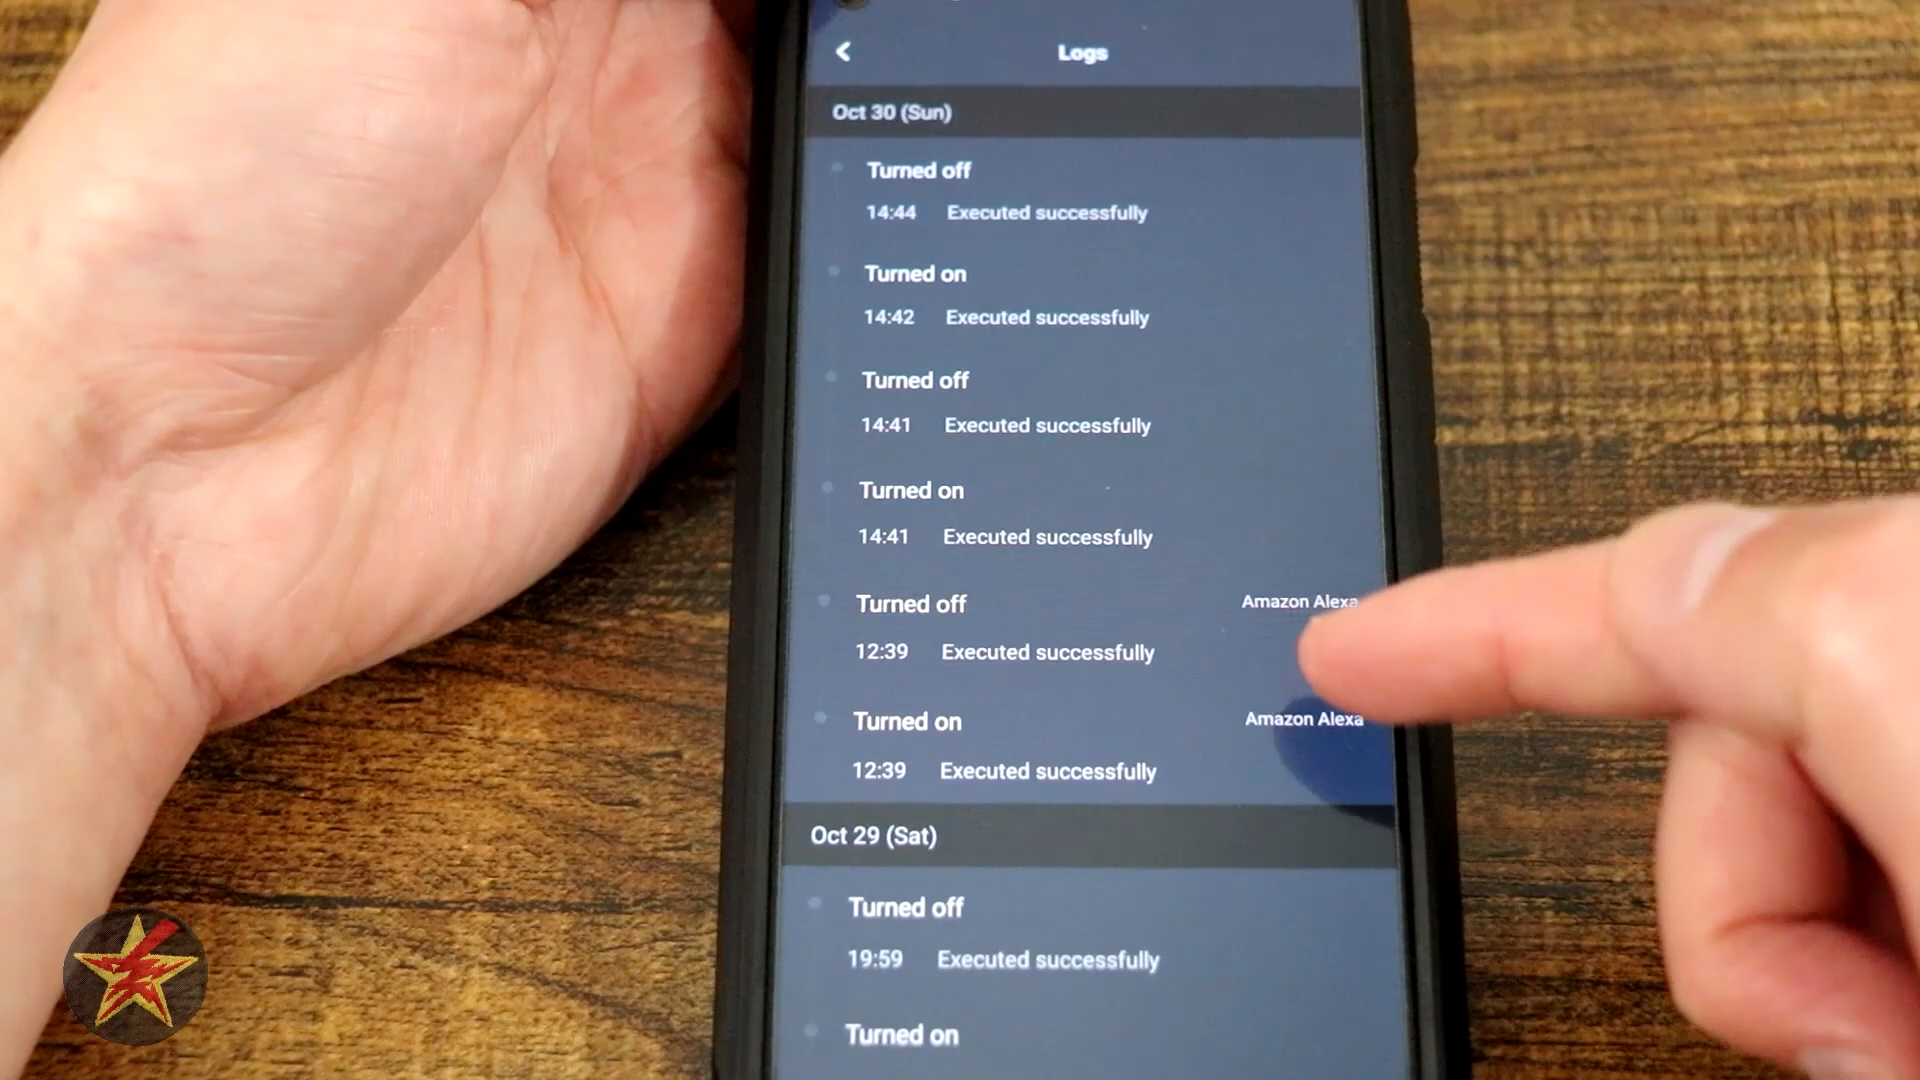 Logs
Oct 30 (Sun)
Turned off
14:44 Executed successfully
Turned on
14:42 Executed successfully
Turned off
14:41 Executed successfully
Turned on
14:41 Executed successfully
Turned off Amazon Alexa
12:39 Executed successfully
Turned on Amazon Alexa
12:39 Executed successfully
Oct 29 (Sat)
Turned off
19:59 Executed successfully
Turned on